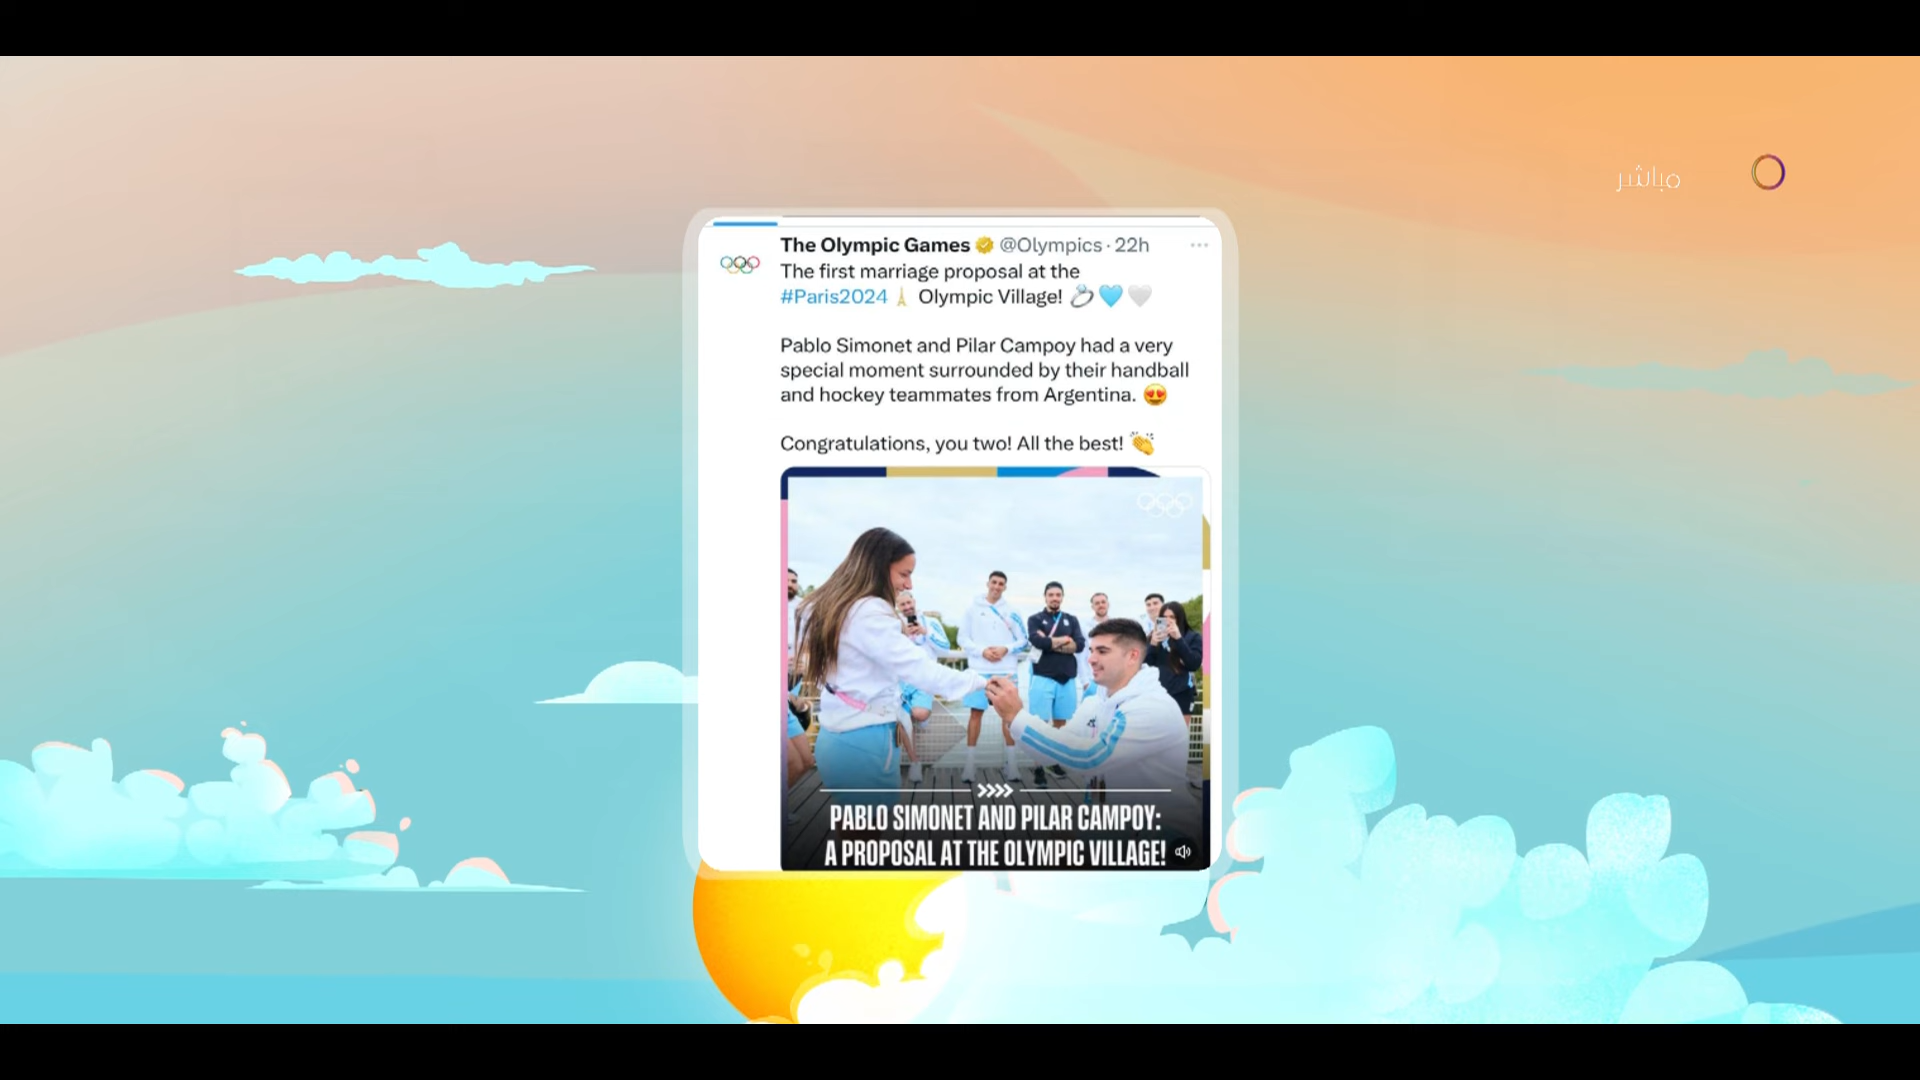 مباشر
The Olympic Games @Olympics · 22h
The first marriage proposal at the
#Paris2024 Olympic Village! 💍🩵🤍
Pablo Simonet and Pilar Campoy had a very
special moment surrounded by their handball
and hockey teammates from Argentina. 😍
Congratulations, you two! All the best! 👏
PABLO SIMONET AND PILAR CAMPOY:
A PROPOSAL AT THE OLYMPIC VILLAGE!